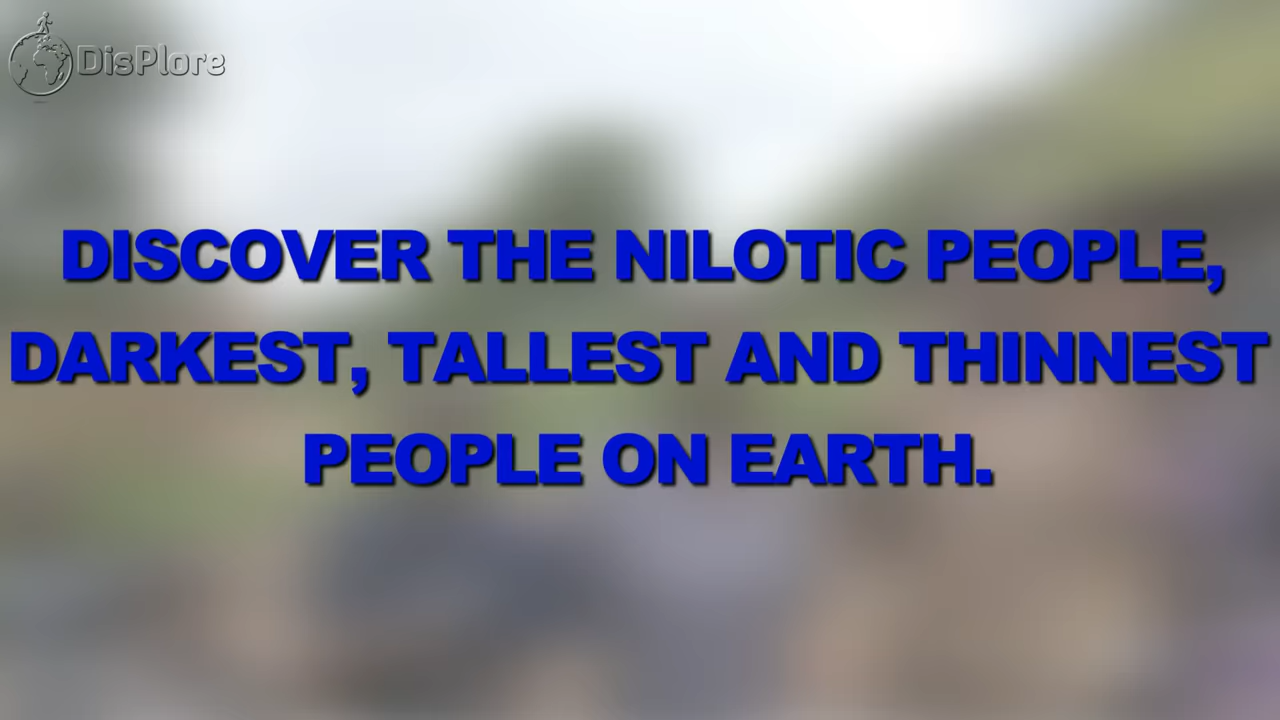 DisPlore
DISCOVER THE NILOTIC PEOPLE,
DARKEST, TALLEST AND THINNEST
PEOPLE ON EARTH.